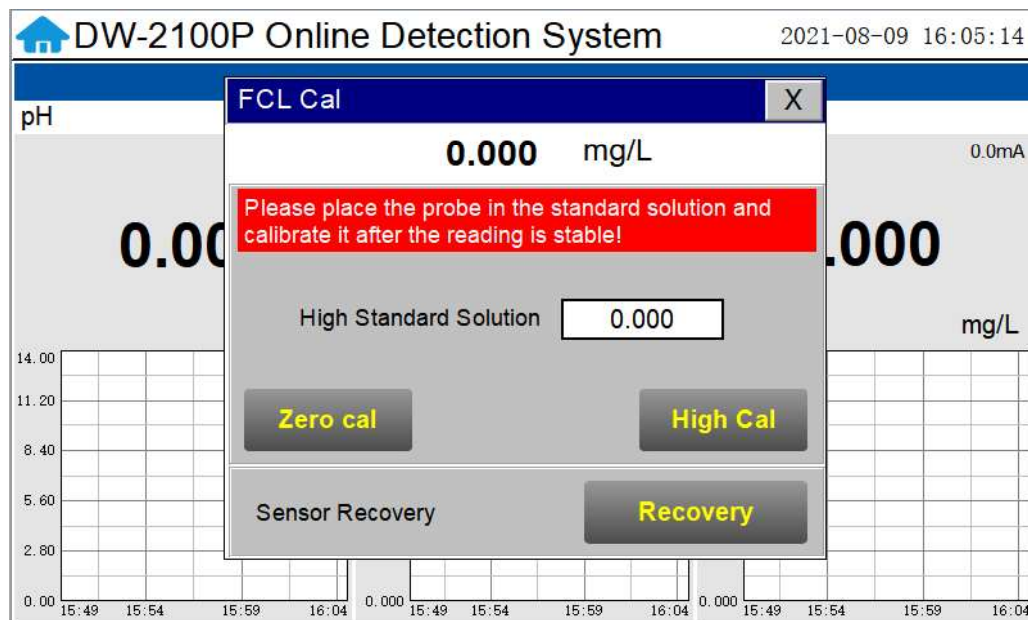 DW-2100P Online Detection System
2021-08-09 16:05:14
FCL Cal
X
pH
0.000 mg/L
0.0mA
Please place the probe in the standard solution and
calibrate it after the reading is stable!
0.00
.000
High Standard Solution
0.000
mg/L
14.00
11.20
8.40
5.60
2.80
0.00
Zero cal
High Cal
Sensor Recovery
Recovery
15:49 15:54 15:59 16:04
0.000
15:49 15:54 15:59 16:04
0.000
15:49 15:54 15:59 16:04